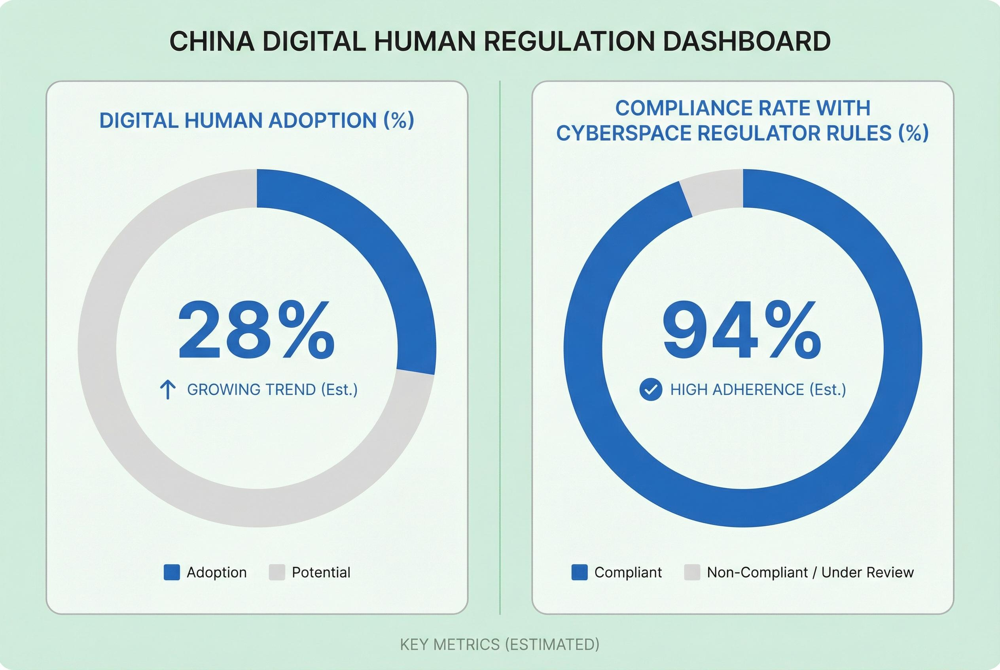 CHINA DIGITAL HUMAN REGULATION DASHBOARD
DIGITAL HUMAN ADOPTION (%)
28%
GROWING TREND (Est.)
Adoption
Potential
COMPLIANCE RATE WITH
CYBERSPACE REGULATOR RULES (%)
94%
HIGH ADHERENCE (Est.)
Compliant
Non-Compliant / Under Review
KEY METRICS (ESTIMATED)